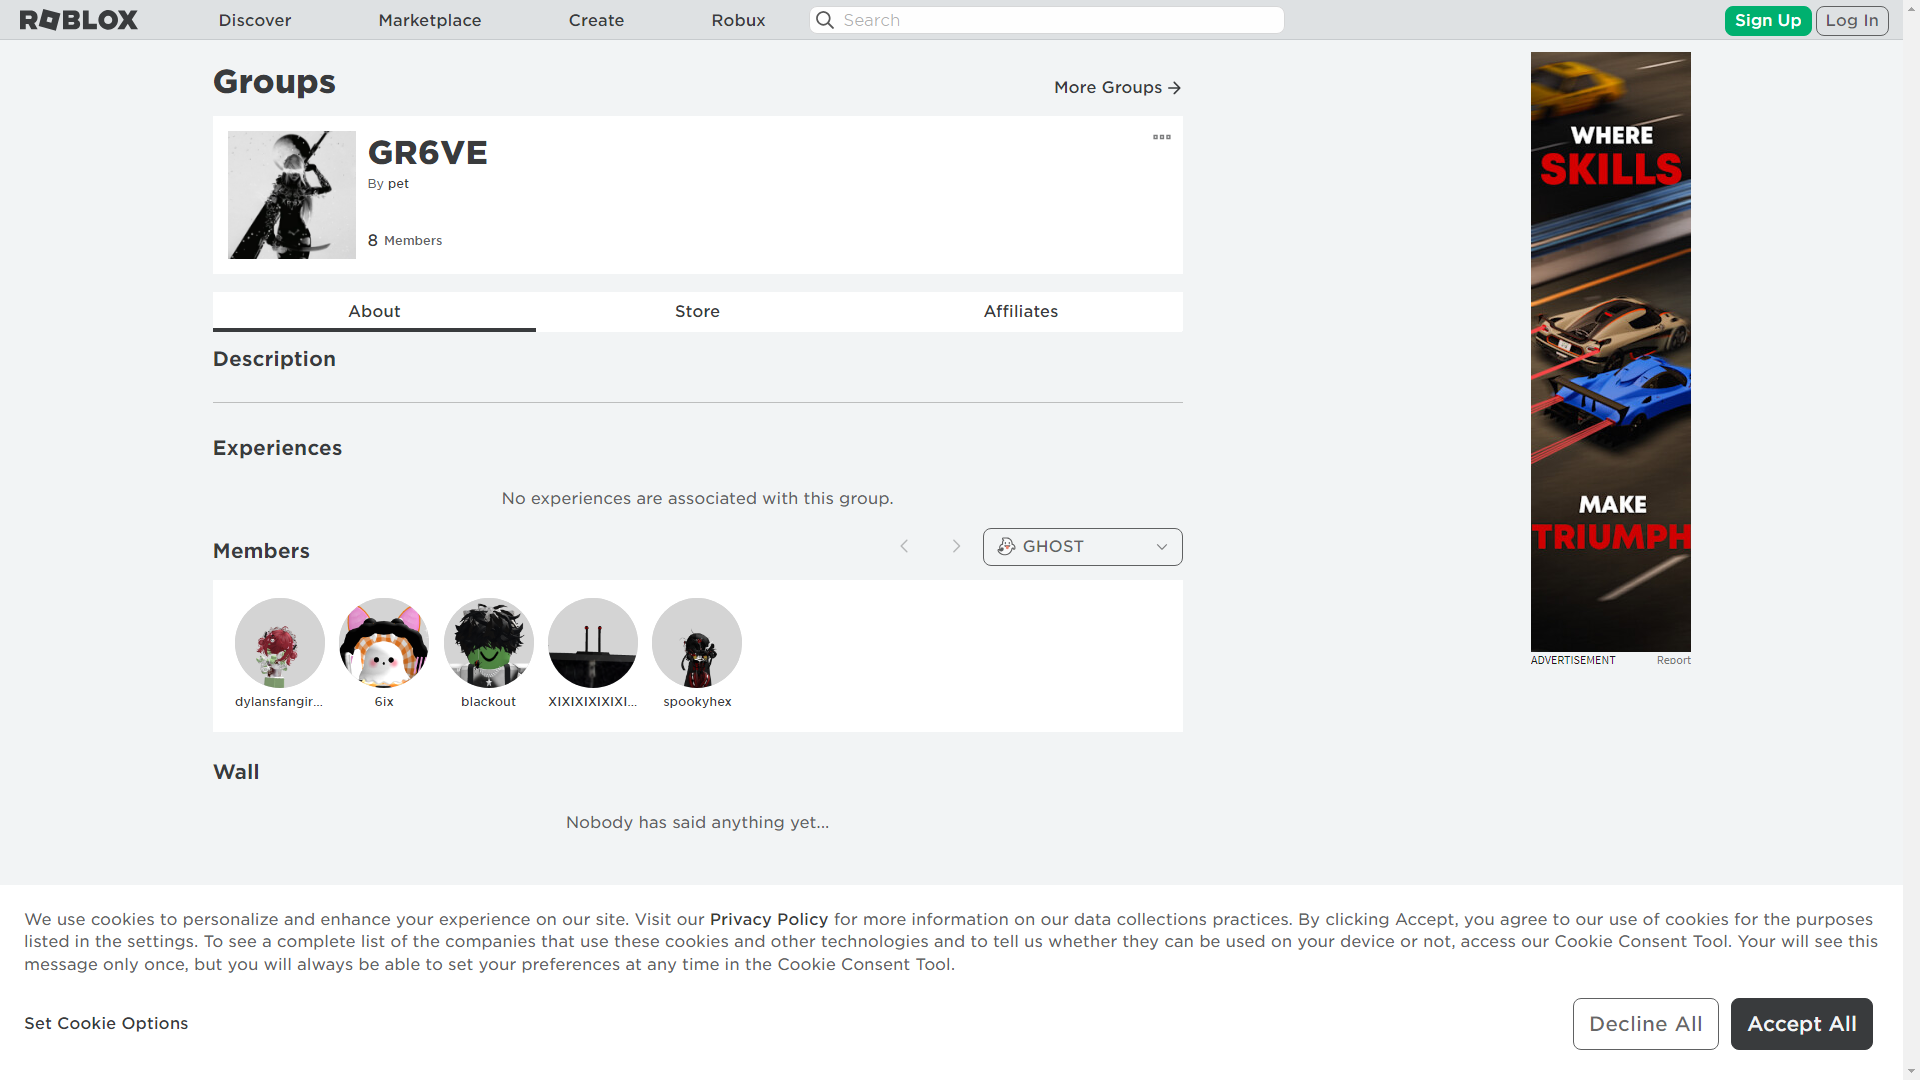 ROBLOX
Discover
Marketplace
Create
Robux
Search
Sign Up
Log In
Groups
More Groups
GR6VE
By pet
8 Members
About
Store
Affiliates
Description
Experiences
No experiences are associated with this group.
Members
GHOST
dylansfangir...
6ix
blackout
XIXIXIXIXIXI...
spookyhex
Wall
Nobody has said anything yet...
WHERE
SKILLS
MAKE
TRIUMPH
ADVERTISEMENT
Report
We use cookies to personalize and enhance your experience on our site. Visit our Privacy Policy for more information on our data collections practices. By clicking Accept, you agree to our use of cookies for the purposes
listed in the settings. To see a complete list of the companies that use these cookies and other technologies and to tell us whether they can be used on your device or not, access our Cookie Consent Tool. Your will see this
message only once, but you will always be able to set your preferences at any time in the Cookie Consent Tool.
Set Cookie Options
Decline All
Accept All